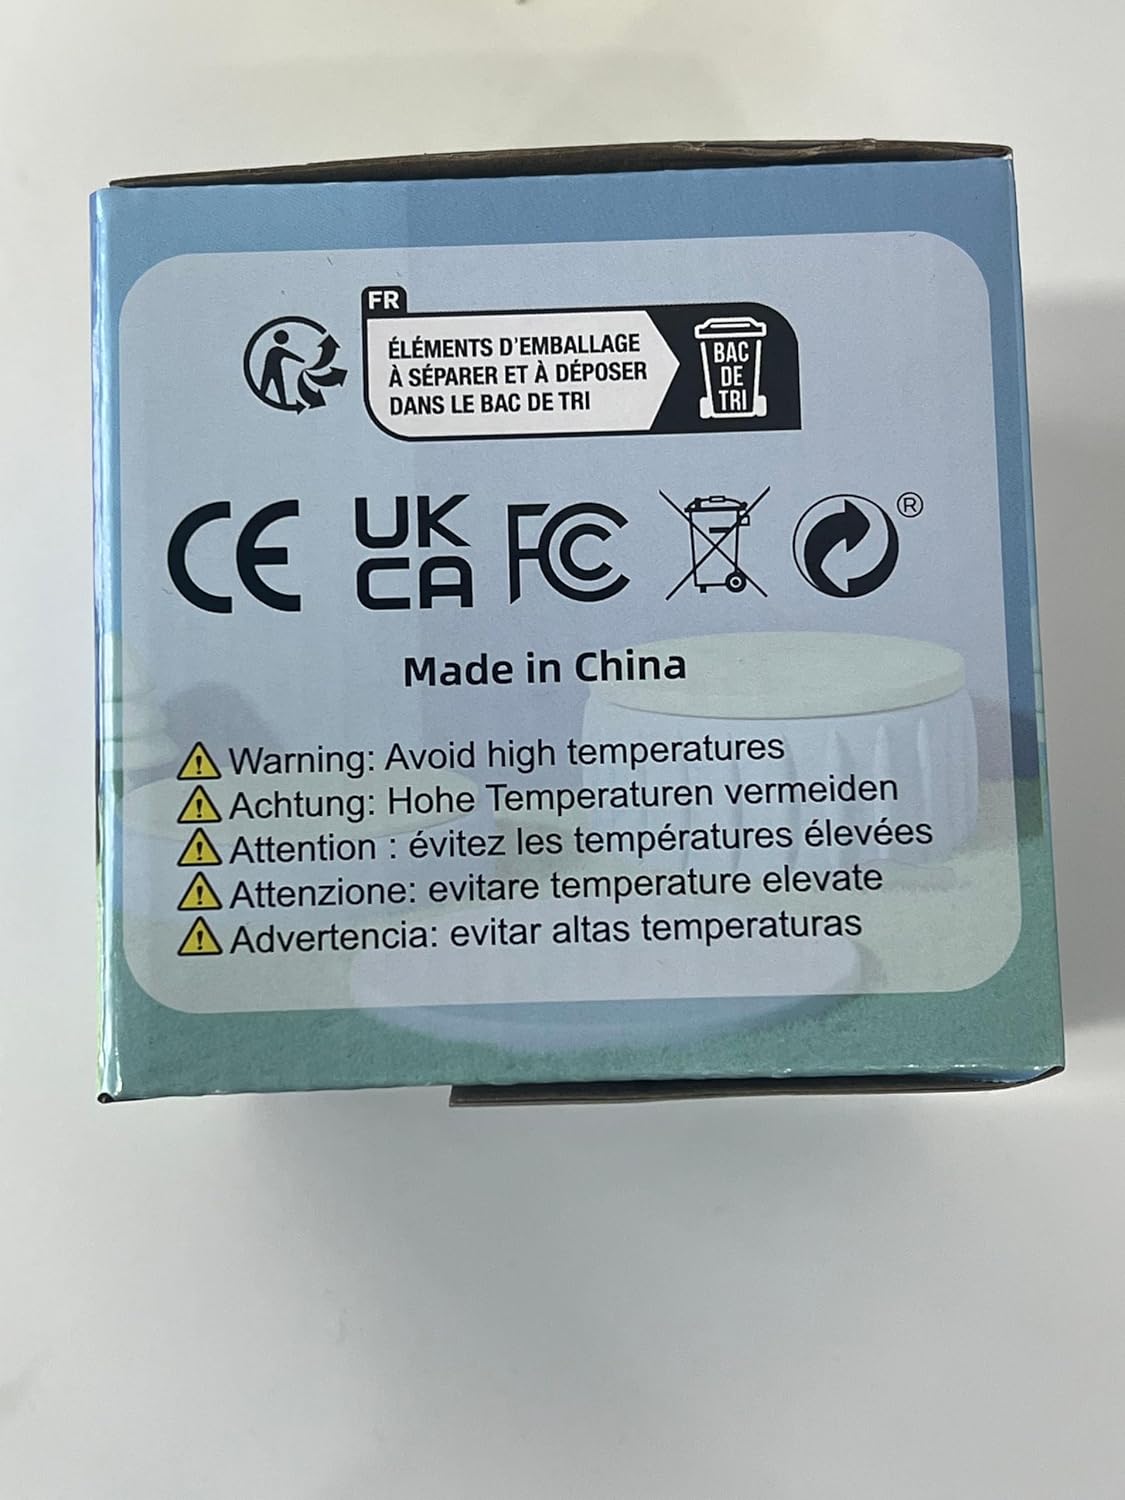 FR
ÉLÉMENTS D'EMBALLAGE
À SÉPARER ET À DÉPOSER
DANS LE BAC DE TRI
BAC
DE
TRI
CE
UK
CA
FC
®
Made in China
Warning: Avoid high temperatures
Achtung: Hohe Temperaturen vermeiden
Attention : évitez les températures élevées
Attenzione: evitare temperature elevate
Advertencia: evitar altas temperaturas